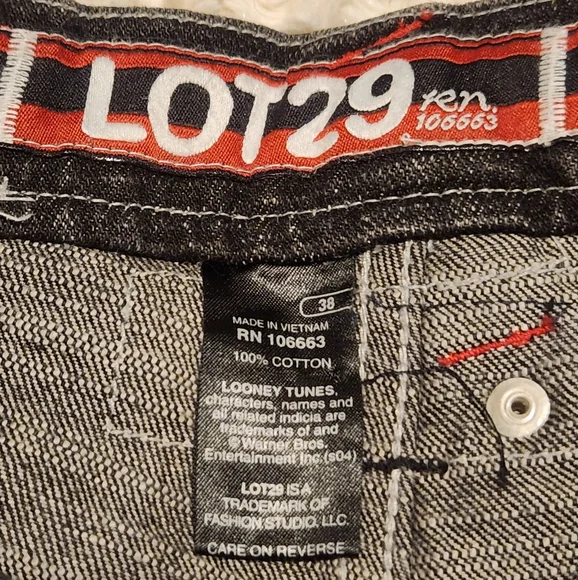 LOT29 rn.
106663
38
MADE IN VIETNAM
RN 106663
100% COTTON
LOONEY TUNES,
characters, names and
all related indicia are
trademarks of and
© Warner Bros.
Entertainment Inc.(s04)
LOT29 IS A
TRADEMARK OF
FASHION STUDIO, LLC.
CARE ON REVERSE